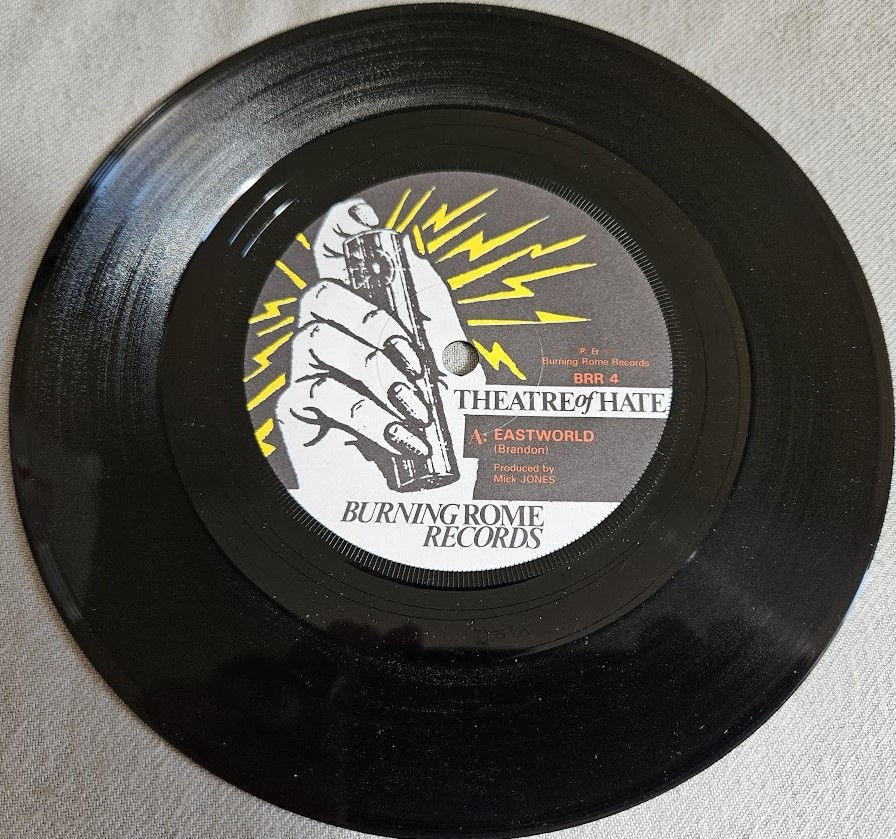 P. &
Burning Rome Records
BRR 4
THEATRE of HATE
A: EASTWORLD
(Brandon)
Produced by
Mick JONES
BURNING ROME
RECORDS